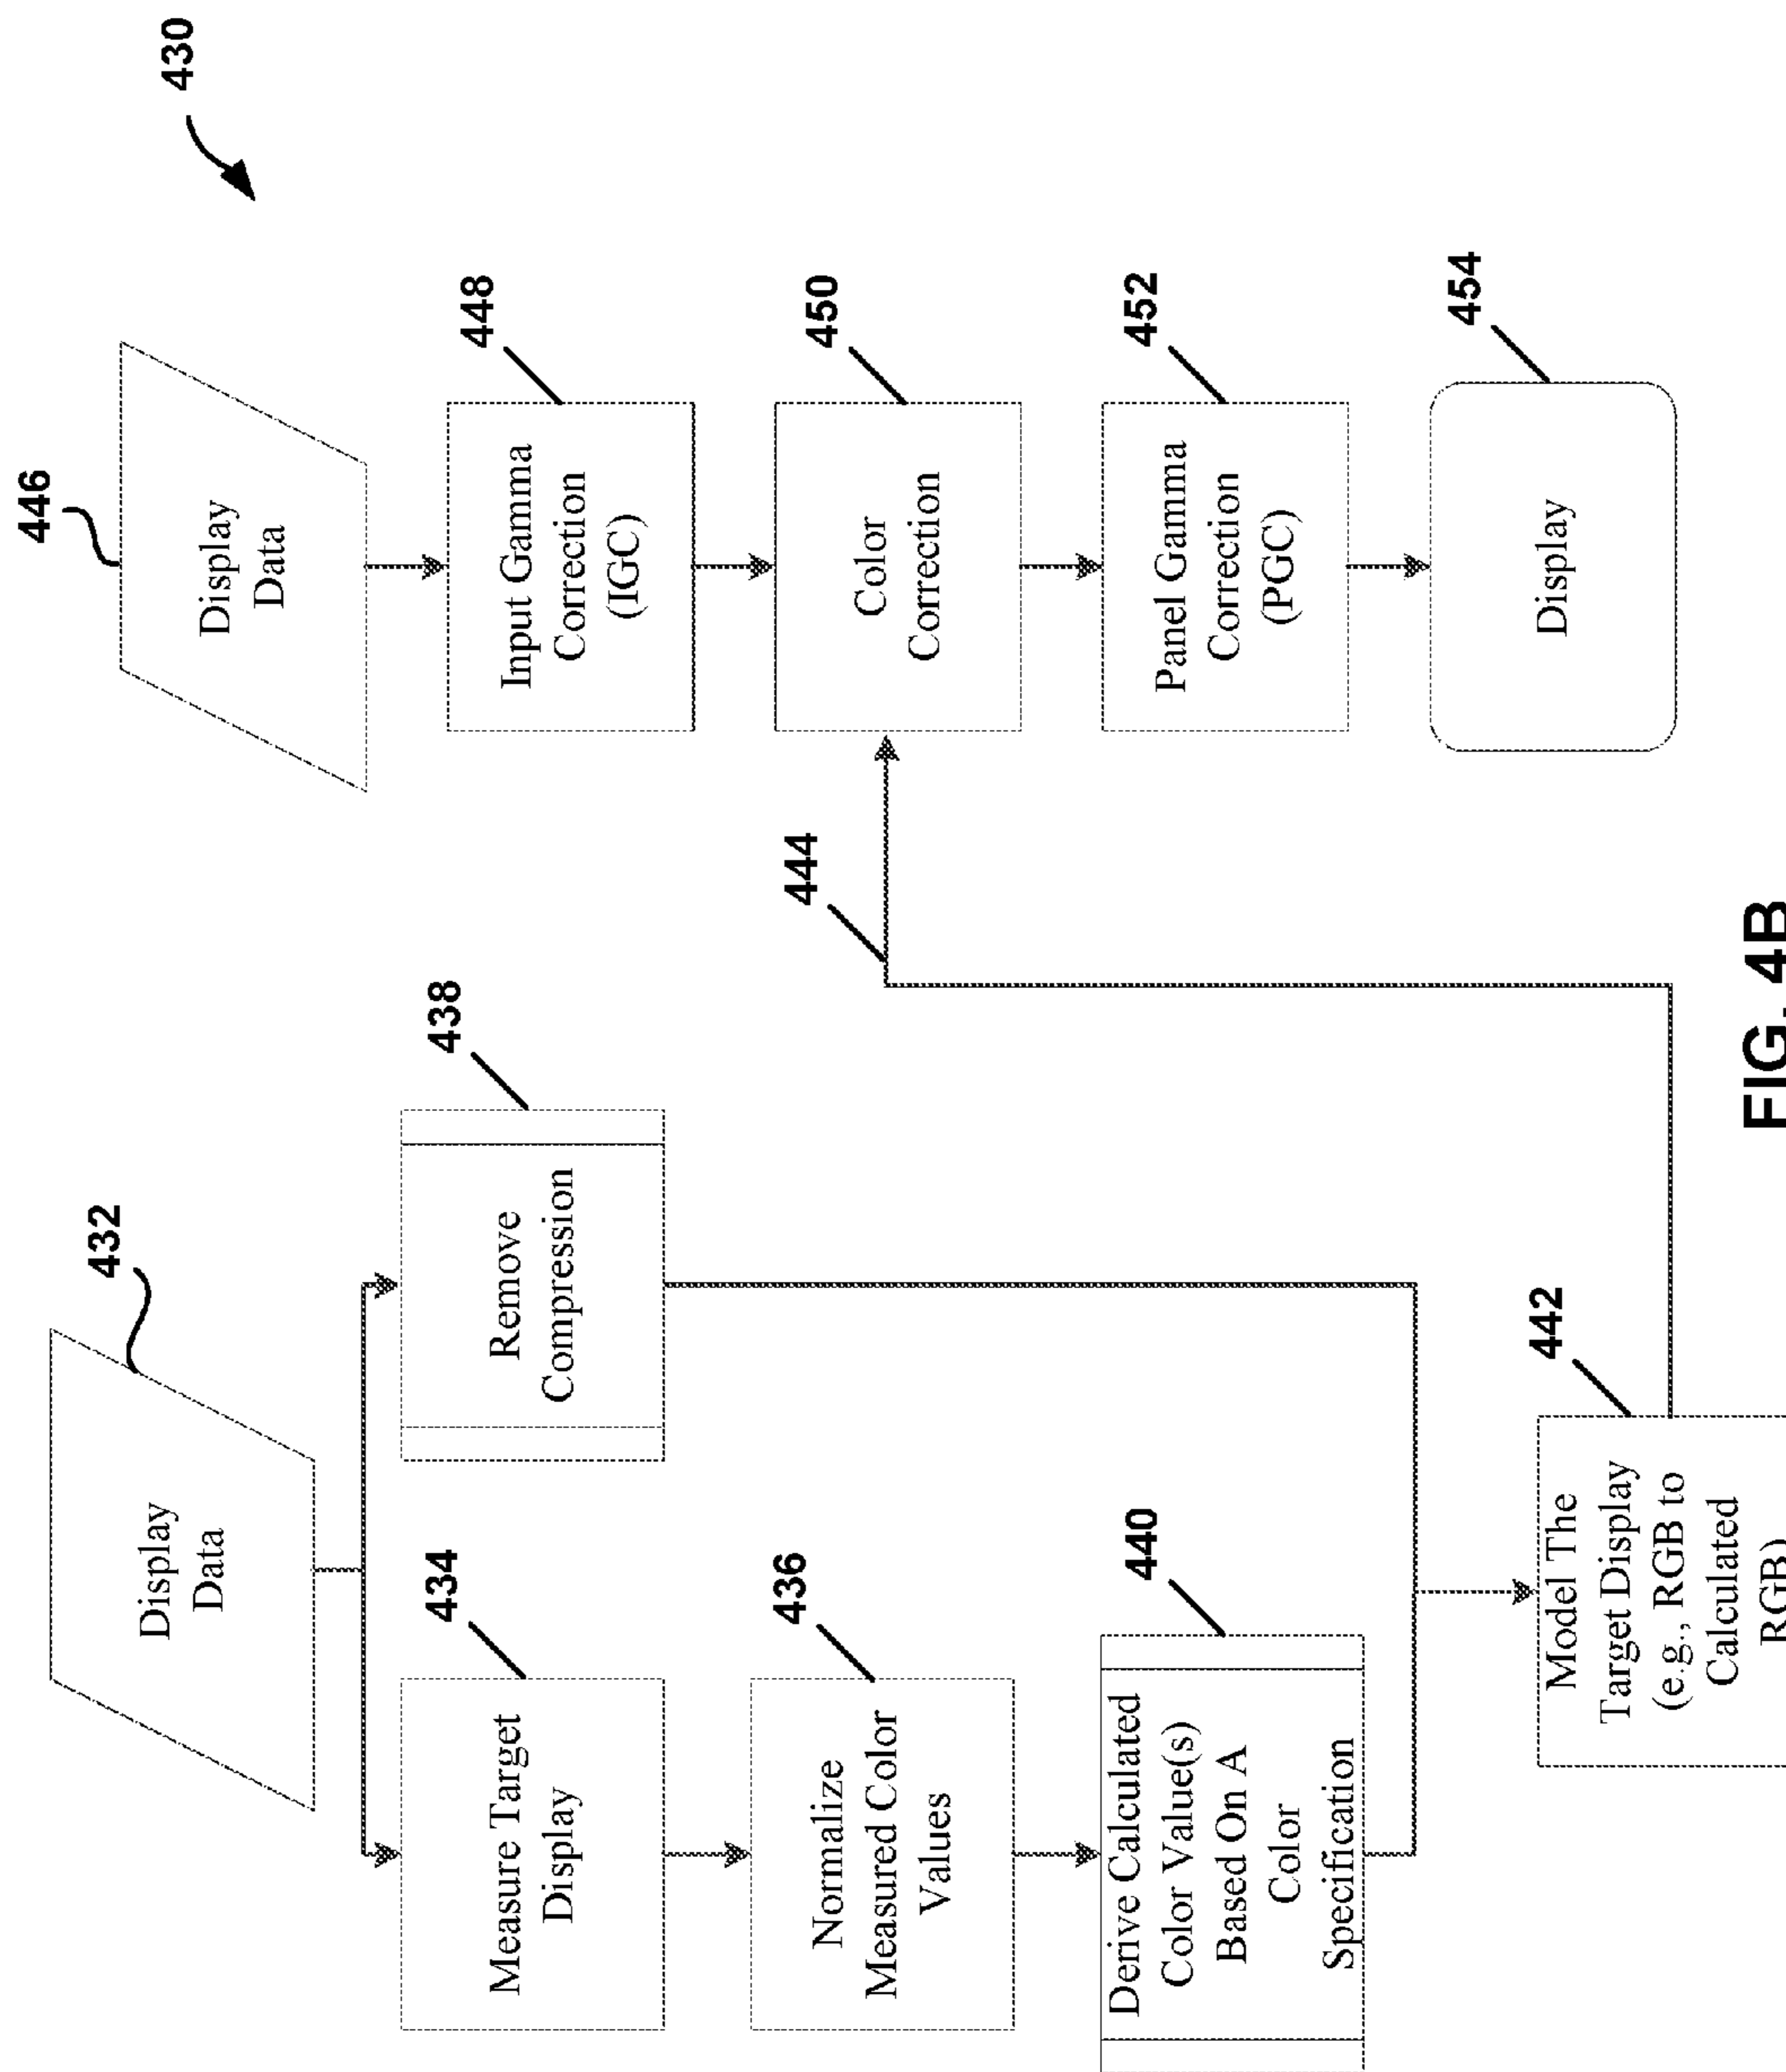 430
432
Display
Data
434
Measure Target
Display
438
Remove
Compression
436
Normalize
Measured Color
Values
440
Derive Calculated
Color Value(s)
Based On A
Color
Specification
442
Model The
Target Display
(e.g., RGB to
Calculated
RGB)
444
446
Display
Data
448
Input Gamma
Correction
(IGC)
450
Color
Correction
452
Panel Gamma
Correction
(PGC)
454
Display
FIG. 4B